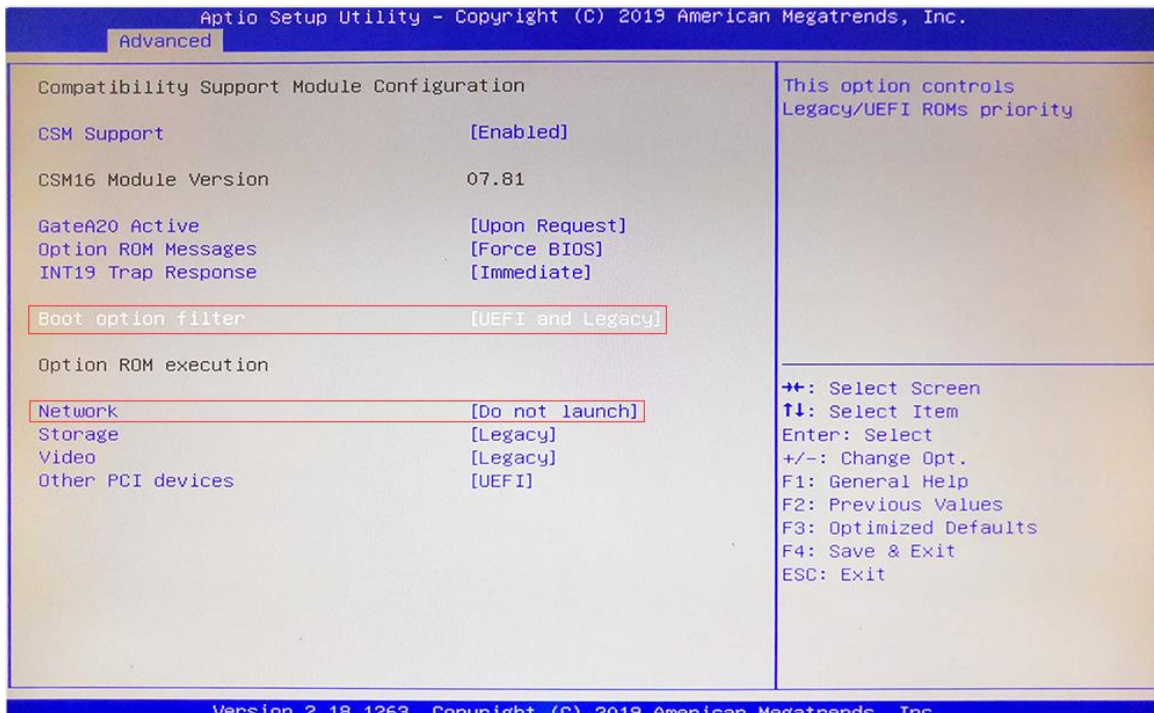 Aptio Setup Utility - Copyright (C) 2019 American Megatrends, Inc.
Advanced
Compatibility Support Module Configuration
CSM Support [Enabled]
CSM16 Module Version 07.81
GateA20 Active [Upon Request]
Option ROM Messages [Force BIOS]
INT19 Trap Response [Immediate]
Boot option filter [UEFI and Legacy]
Option ROM execution
Network [Do not launch]
Storage [Legacy]
Video [Legacy]
Other PCI devices [UEFI]
This option controls
Legacy/UEFI ROMs priority
→←: Select Screen
↑↓: Select Item
Enter: Select
+/-: Change Opt.
F1: General Help
F2: Previous Values
F3: Optimized Defaults
F4: Save & Exit
ESC: Exit
Version 2.18.1263. Copyright (C) 2019 American Megatrends, Inc.